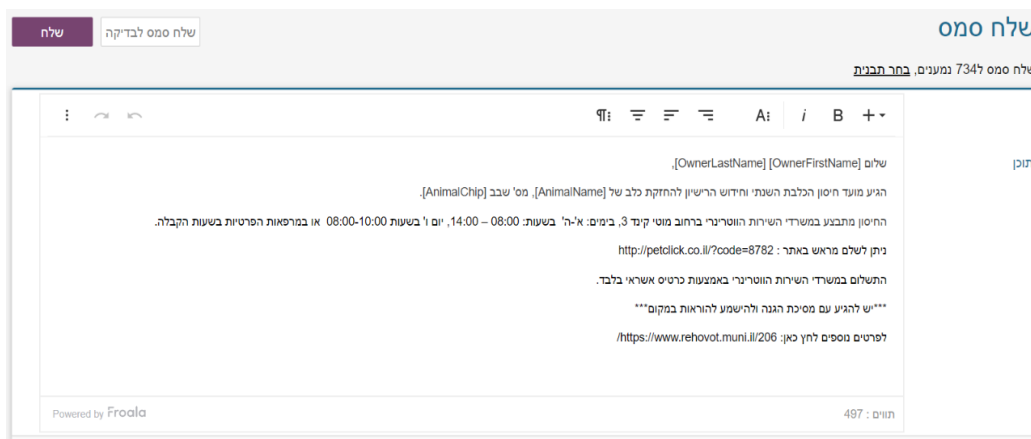 שלח סמס
שלח סמס לבדיקה
שלח
שלח סמס ל734 נמענים, בחר תבנית
תוכן
שלום [OwnerLastName] [OwnerFirstName],
הגיע מועד חיסון הכלבת השנתי וחידוש הרישיון להחזקת כלב של [AnimalName], מס' שבב [AnimalChip].
החיסון מתבצע במשרדי השירות הווטרינרי ברחוב מוטי קינד 3, בימים: א'-ה' בשעות: 08:00 – 14:00, יום ו' בשעות 08:00-10:00 או במרפאות הפרטיות בשעות הקבלה.
ניתן לשלם מראש באתר : http://petclick.co.il/?code=8782
התשלום במשרדי השירות הווטרינרי באמצעות כרטיס אשראי בלבד.
***יש להגיע עם מסיכת הגנה ולהישמע להוראות במקום***
לפרטים נוספים לחץ כאן: https://www.rehovot.muni.il/206/
תווים : 497
Powered by Froala